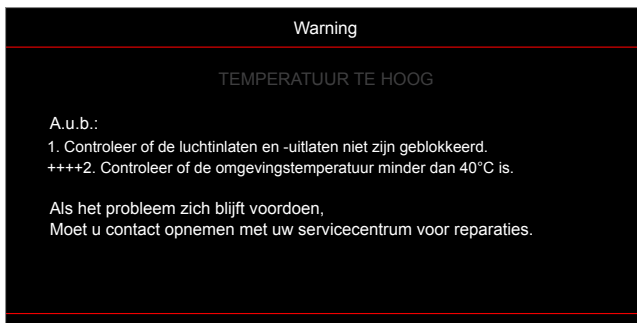 Warning
TEMPERATUUR TE HOOG
A.u.b.:
1. Controleer of de luchtinlaten en -uitlaten niet zijn geblokkeerd.
++++2. Controleer of de omgevingstemperatuur minder dan 40°C is.
Als het probleem zich blijft voordoen,
Moet u contact opnemen met uw servicecentrum voor reparaties.